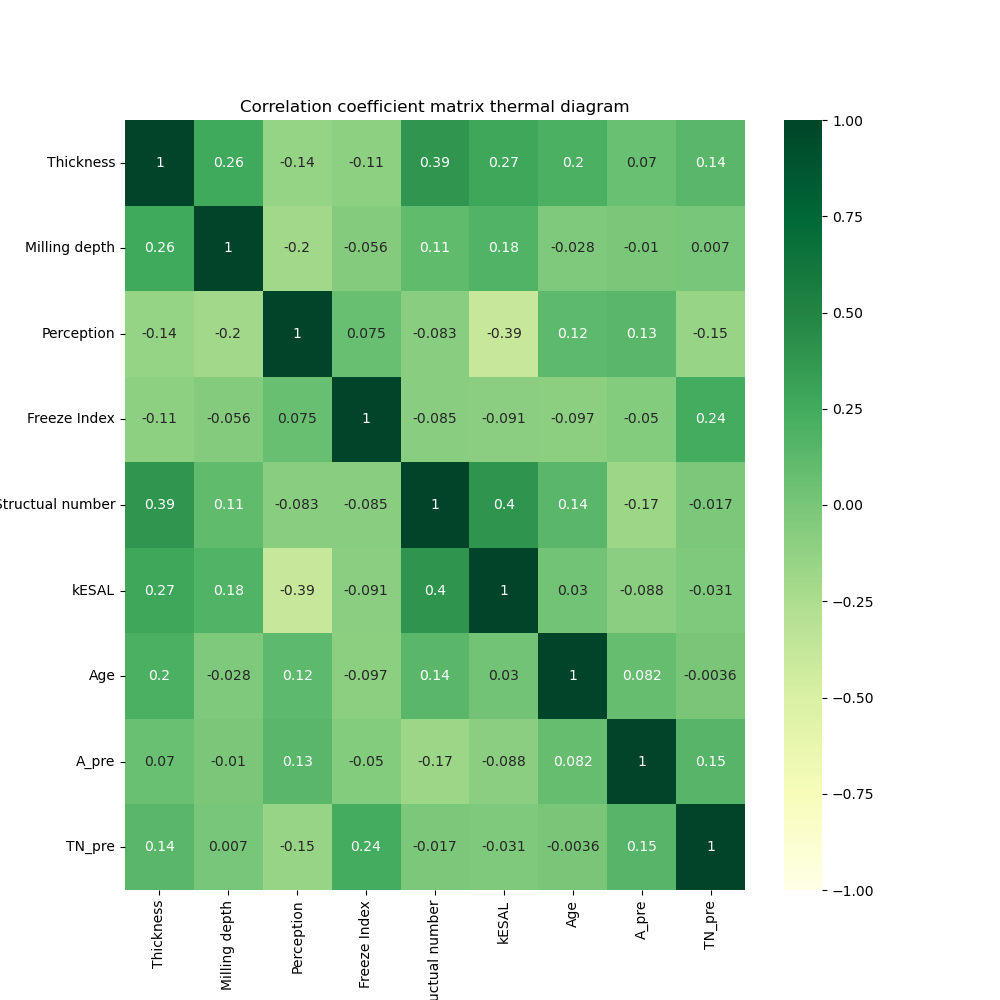 Correlation coefficient matrix thermal diagram
Thickness 1 0.26 -0.14 -0.11 0.39 0.27 0.2 0.07 0.14
Milling depth 0.26 1 -0.2 -0.056 0.11 0.18 -0.028 -0.01 0.007
Perception -0.14 -0.2 1 0.075 -0.083 -0.39 0.12 0.13 -0.15
Freeze Index -0.11 -0.056 0.075 1 -0.085 -0.091 -0.097 -0.05 0.24
Structual number 0.39 0.11 -0.083 -0.085 1 0.4 0.14 -0.17 -0.017
kESAL 0.27 0.18 -0.39 -0.091 0.4 1 0.03 -0.088 -0.031
Age 0.2 -0.028 0.12 -0.097 0.14 0.03 1 0.082 -0.0036
A_pre 0.07 -0.01 0.13 -0.05 -0.17 -0.088 0.082 1 0.15
TN_pre 0.14 0.007 -0.15 0.24 -0.017 -0.031 -0.0036 0.15 1
Thickness
Milling depth
Perception
Freeze Index
uctual number
kESAL
Age
A_pre
TN_pre
1.00
0.75
0.50
0.25
0.00
−0.25
−0.50
−0.75
−1.00